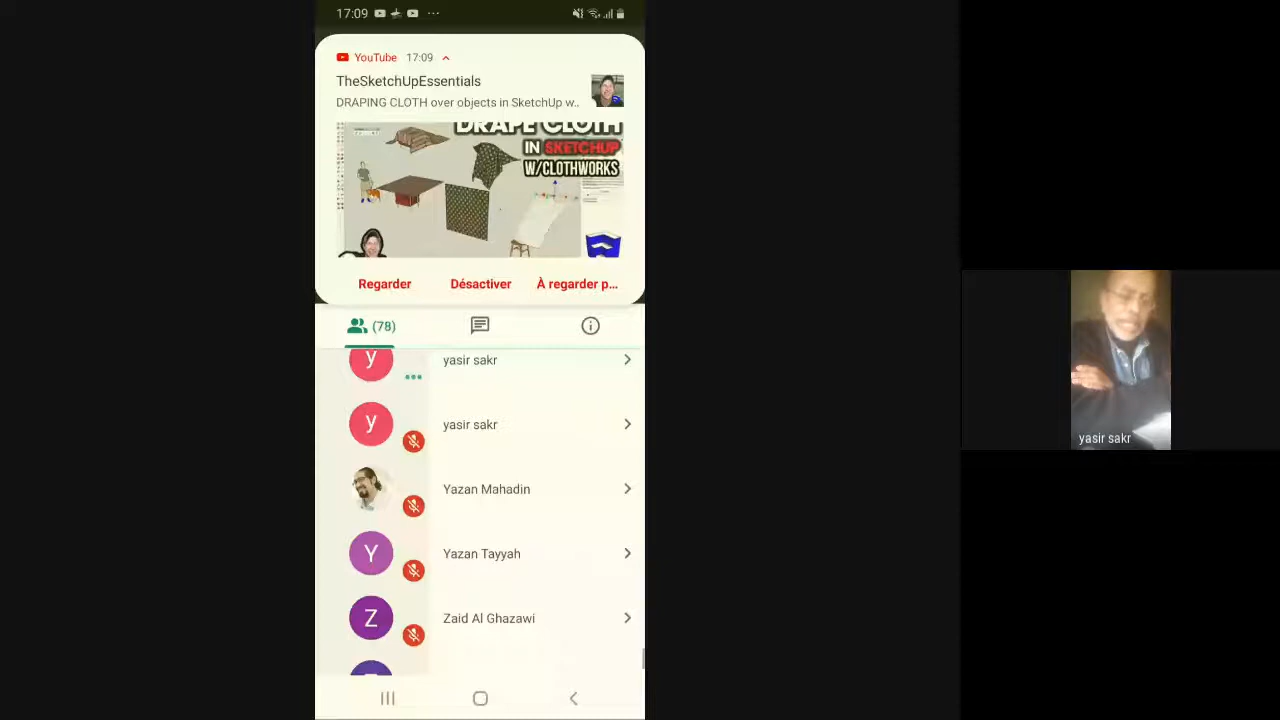 17:09
YouTube 17:09
TheSketchUpEssentials
DRAPING CLOTH over objects in SketchUp w..
DRAPE CLOTH
IN SKETCHUP
W/CLOTHWORKS
Regarder Désactiver À regarder p...
(78)
y yasir sakr
y yasir sakr
Yazan Mahadin
Y Yazan Tayyah
Z Zaid Al Ghazawi
yasir sakr